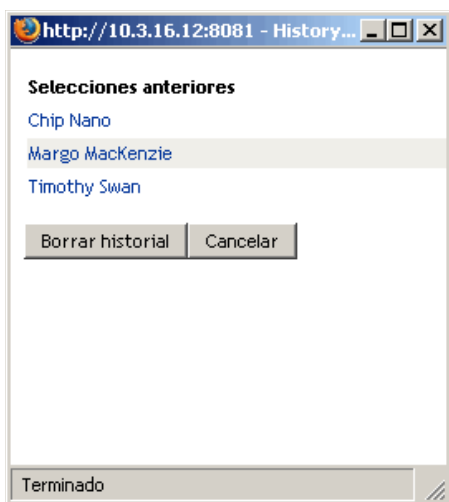 http://10.3.16.12:8081 - History...
Selecciones anteriores
Chip Nano
Margo MacKenzie
Timothy Swan
Borrar historial Cancelar
Terminado